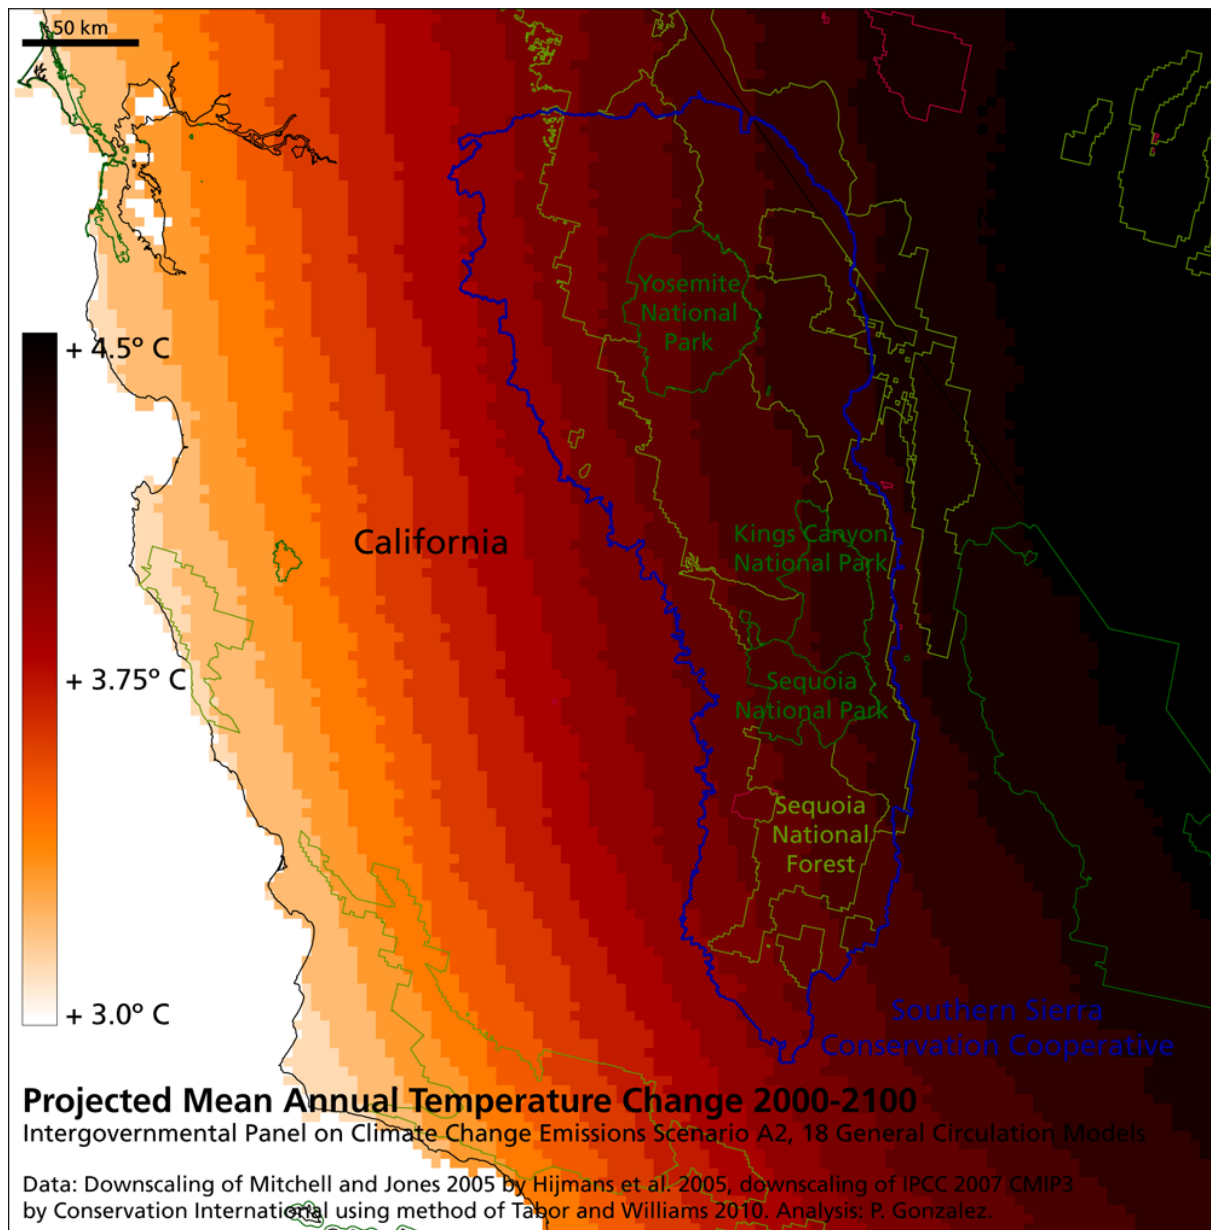 50 km
Yosemite
National
Park
+ 4.5º C
California
Kings Canyon
National Park
+ 3.75º C
Sequoia
National Park
Sequoia
National
Forest
+ 3.0º C
Southern Sierra
Conservation Cooperative
Projected Mean Annual Temperature Change 2000-2100
Intergovernmental Panel on Climate Change Emissions Scenario A2, 18 General Circulation Models
Data: Downscaling of Mitchell and Jones 2005 by Hijmans et al. 2005, downscaling of IPCC 2007 CMIP3
by Conservation International using method of Tabor and Williams 2010. Analysis: P. Gonzalez.